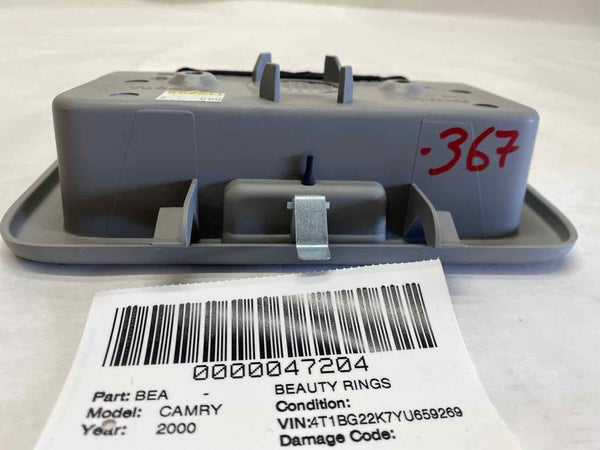 -367
0000047204
Part: BEA - BEAUTY RINGS
Model: CAMRY Condition:
Year: 2000 VIN:4T1BG22K7YU659269
Damage Code: